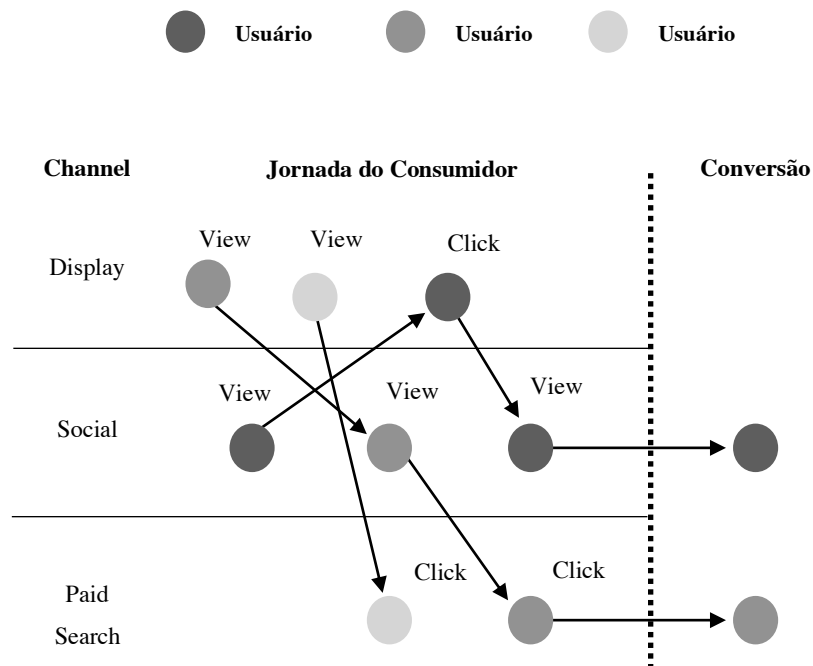 Usuário Usuário Usuário
Channel Jornada do Consumidor Conversão
View View Click
Display
View View View
Social
Click Click
Paid
Search